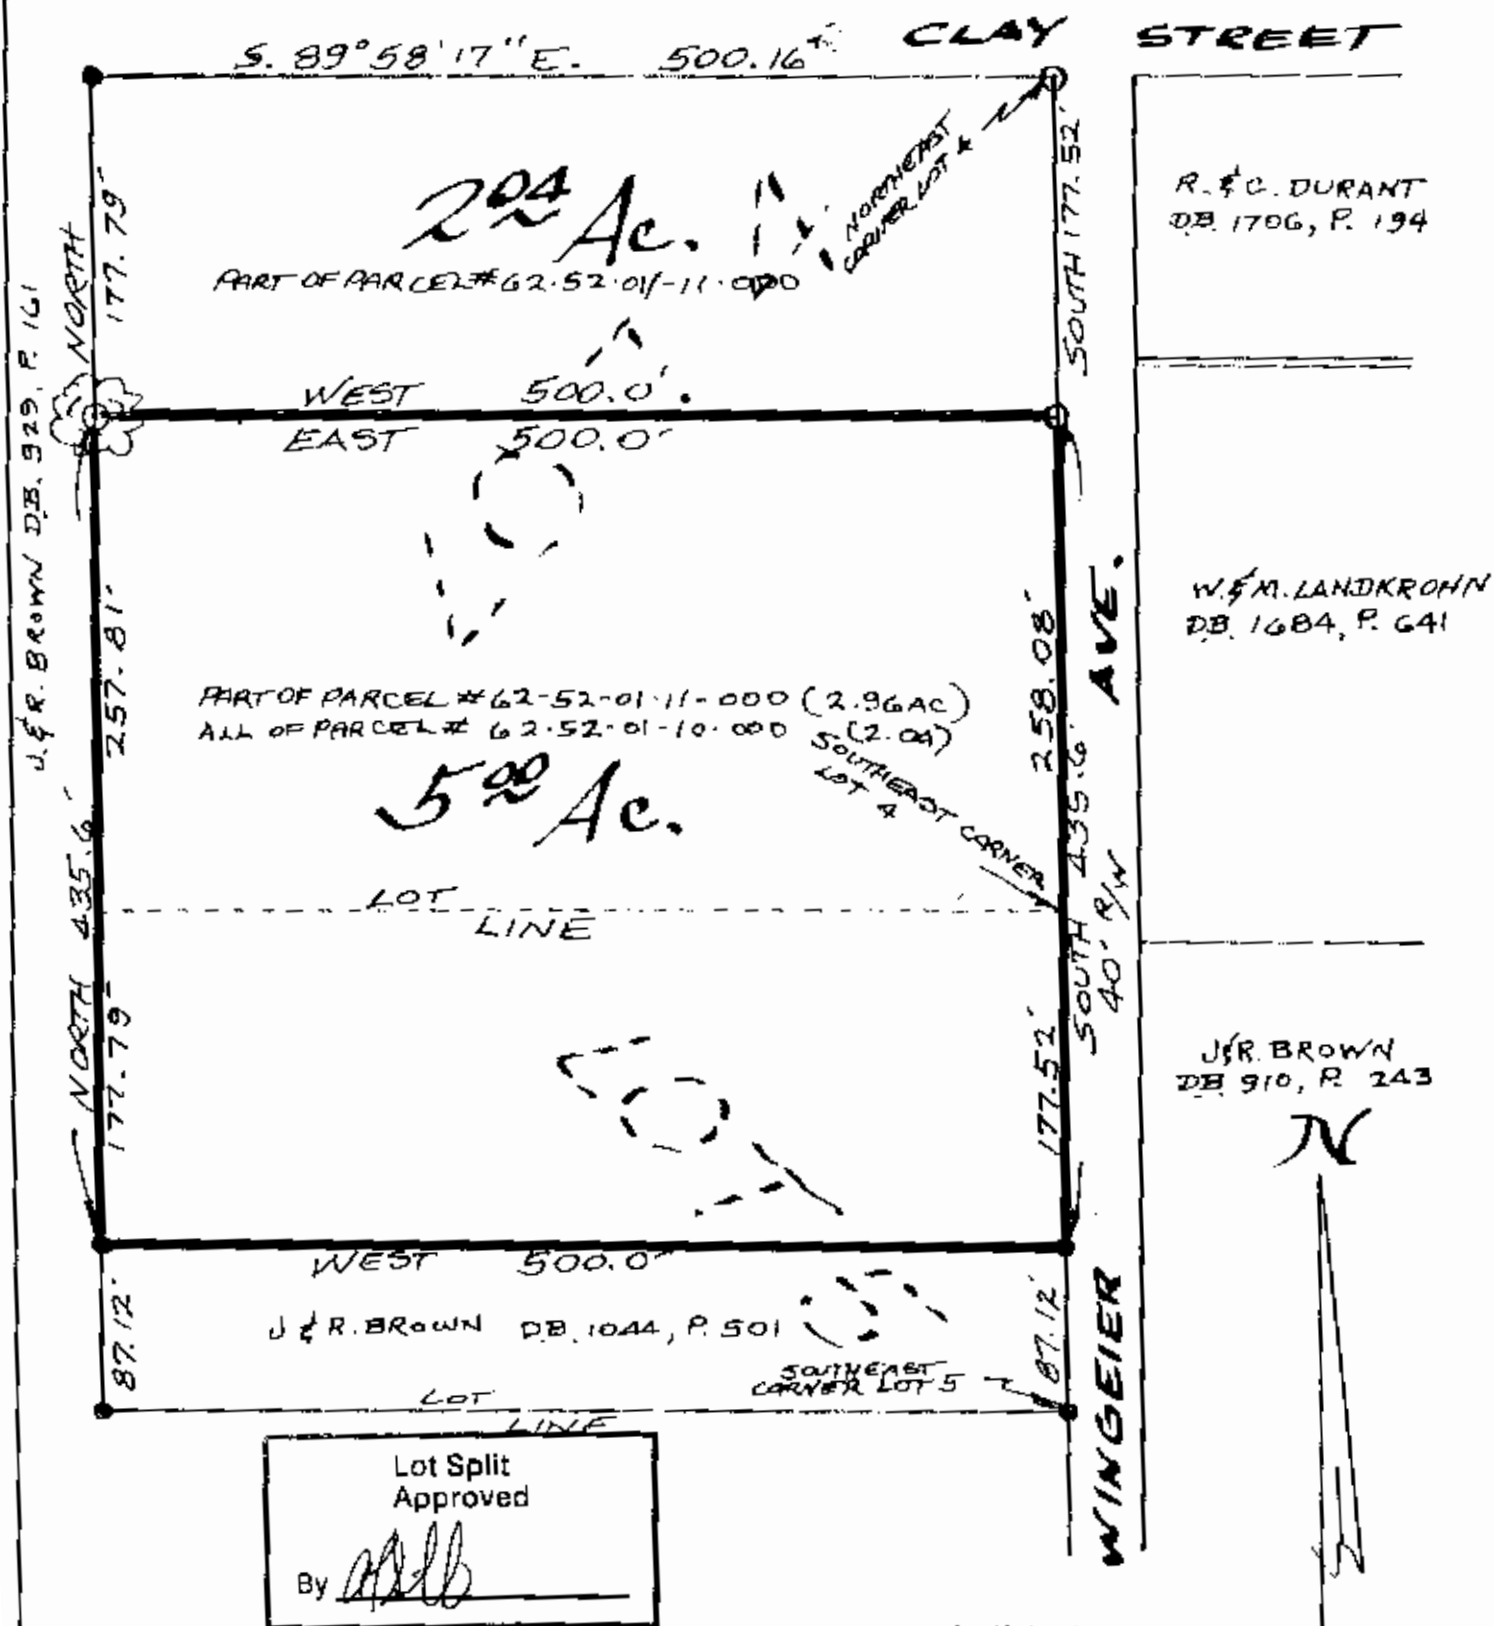 CLAY STREET
S. 89°58'17" E. 500.16'
NORTH 177.79'
SOUTH 177.52'
NORTHEAST
CORNER LOT 4
2.04 Ac.
PART OF PARCEL # 62-52-01-11-000
R. & C. DURANT
DB. 1706, P. 194
J. & R. BROWN DB. 929, P. 161
WEST 500.0'
EAST 500.0'
257.81'
258.08'
W. & M. LANDKROHN
DB. 1684, P. 641
PART OF PARCEL # 62-52-01-11-000 (2.96AC)
ALL OF PARCEL # 62-52-01-10-000 (2.04)
5.00 Ac.
SOUTHEAST CORNER
LOT 4
NORTH 435.6'
SOUTH 435.6'
40' R/W
WINGEIER AVE.
LOT
LINE
177.79'
177.52'
J & R. BROWN
DB 910, P. 243
N
WEST 500.0'
87.12'
J & R. BROWN DB. 1044, P. 501
87.12'
SOUTHEAST
CORNER LOT 5
LOT
LINE
Lot Split
Approved
By